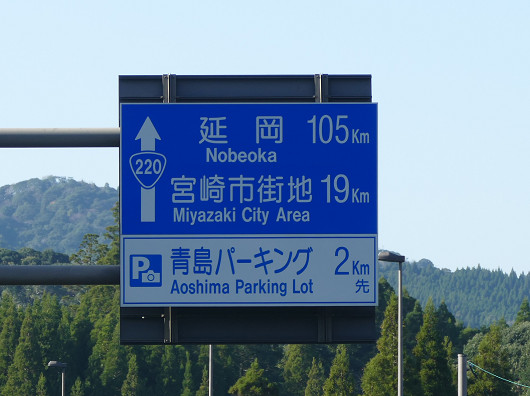 延岡 105Km
Nobeoka
220
宮崎市街地 19Km
Miyazaki City Area
P 青島パーキング 2Km
Aoshima Parking Lot 先